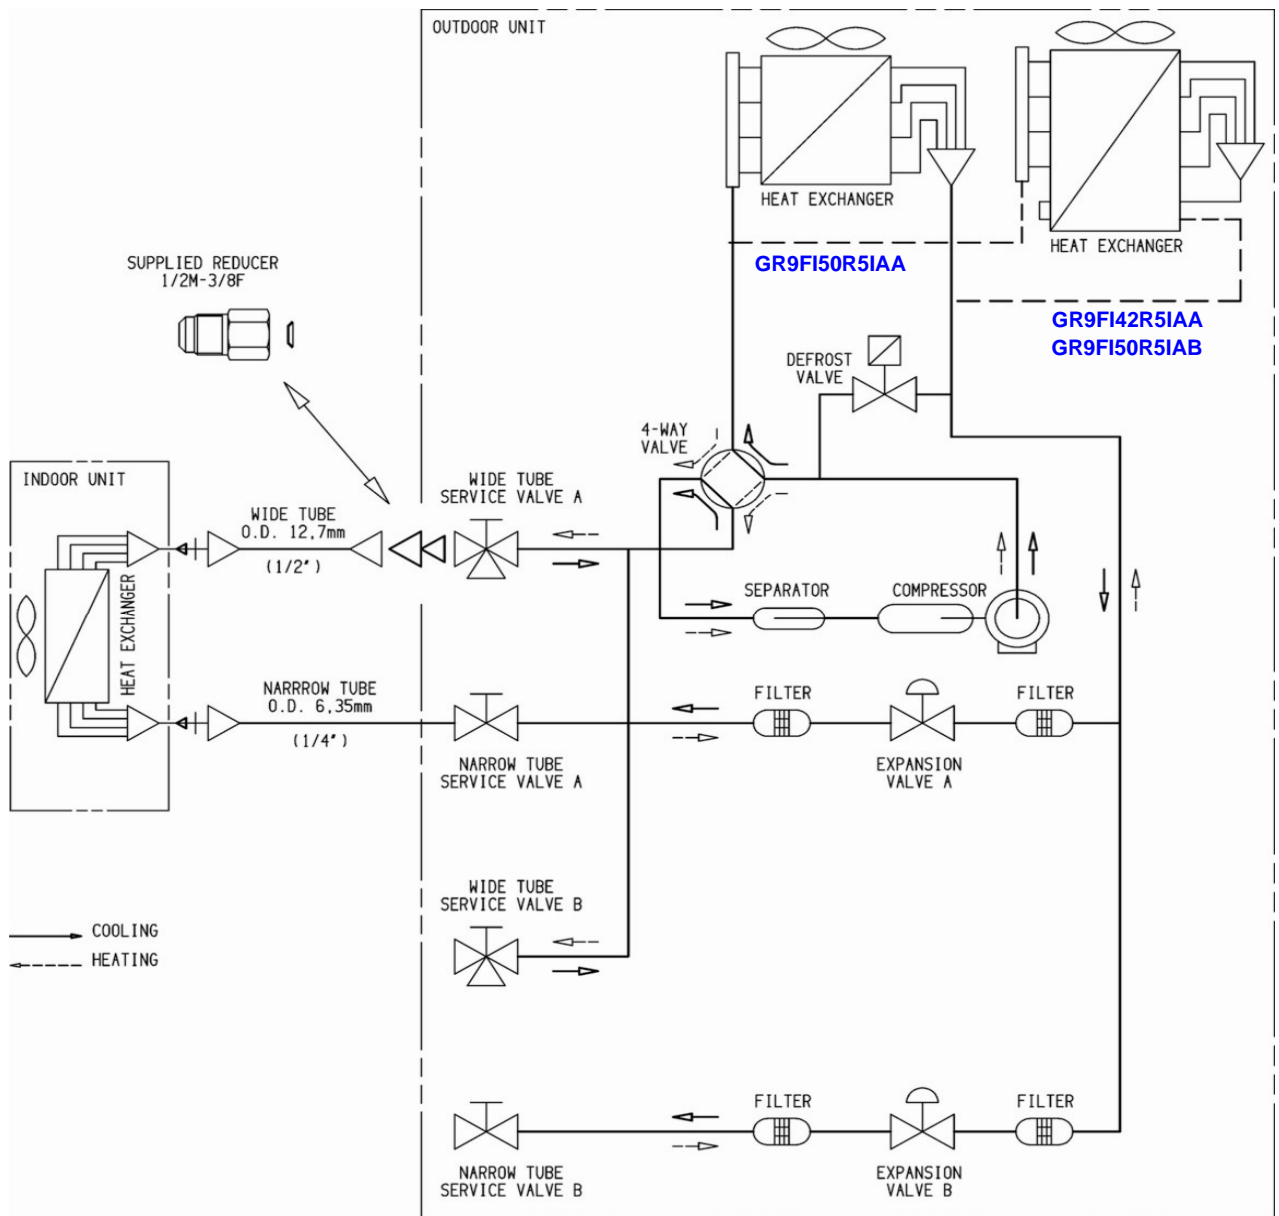 OUTDOOR UNIT
HEAT EXCHANGER
HEAT EXCHANGER
GR9FI50R5IAA
SUPPLIED REDUCER
1/2M-3/8F
GR9FI42R5IAA
GR9FI50R5IAB
DEFROST
VALVE
4-WAY
VALVE
INDOOR UNIT
WIDE TUBE
SERVICE VALVE A
WIDE TUBE
O.D. 12,7mm
(1/2")
HEAT EXCHANGER
SEPARATOR
COMPRESSOR
NARRROW TUBE
O.D. 6,35mm
(1/4")
FILTER
FILTER
NARROW TUBE
SERVICE VALVE A
EXPANSION
VALVE A
WIDE TUBE
SERVICE VALVE B
COOLING
HEATING
FILTER
FILTER
NARROW TUBE
SERVICE VALVE B
EXPANSION
VALVE B